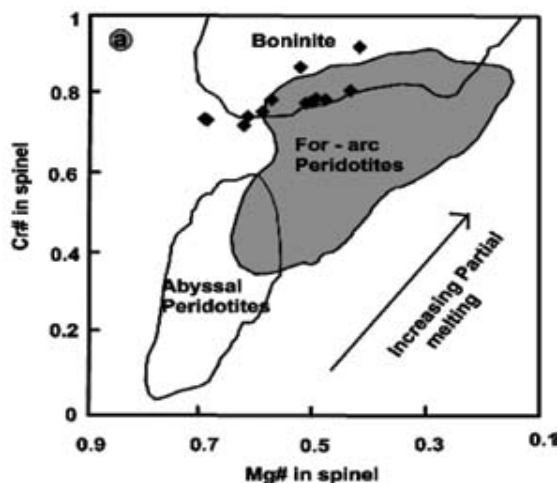 a
Boninite
For - arc
Peridotites
Abyssal
Peridotites
Increasing Partial
melting
Cr# in spinel
1
0.8
0.6
0.4
0.2
0
0.9
0.7
0.5
0.3
0.1
Mg# in spinel